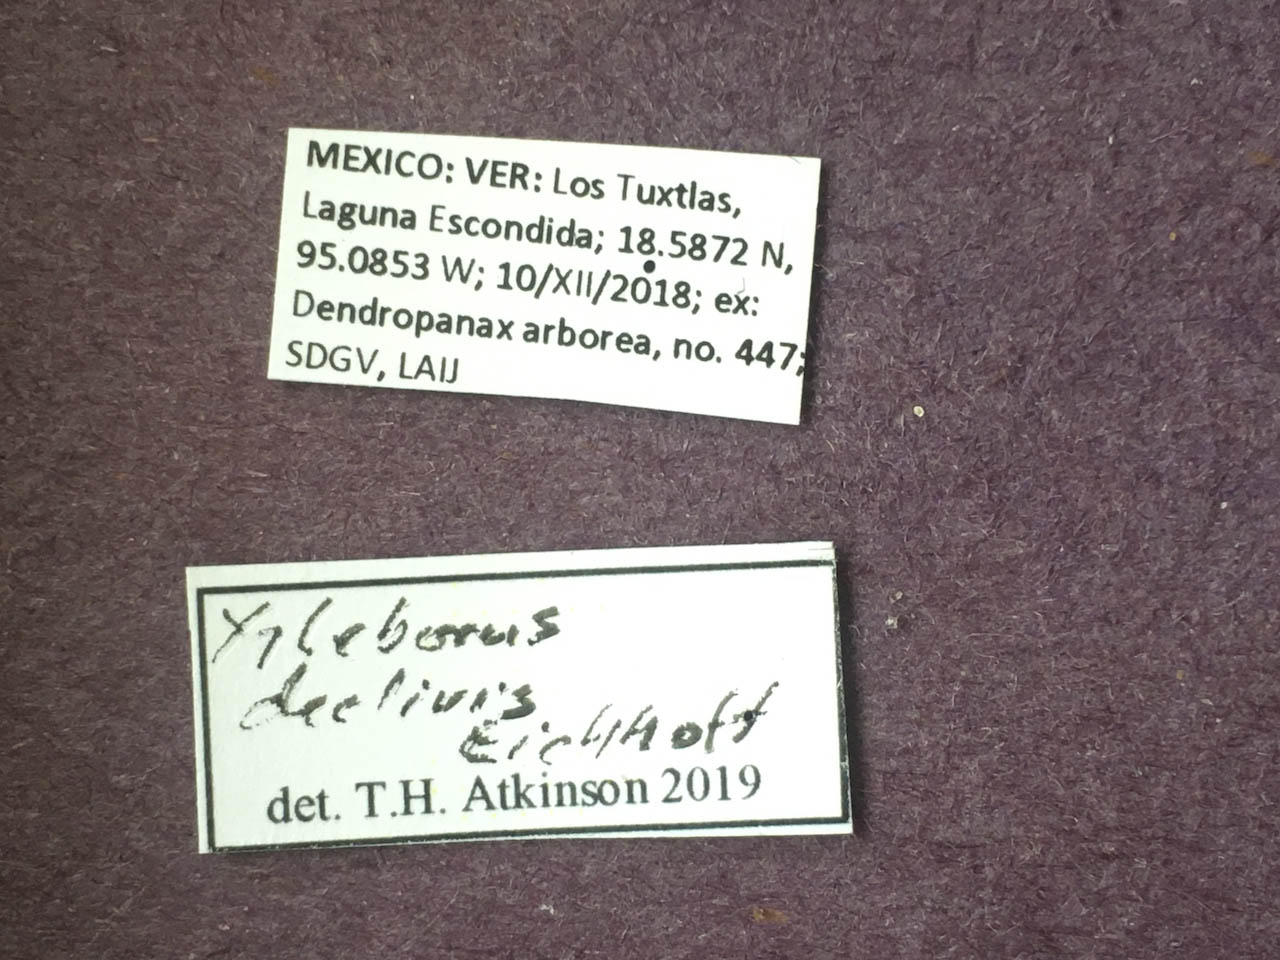 MEXICO: VER: Los Tuxtlas,
Laguna Escondida; 18.5872 N,
95.0853 W; 10/XII/2018; ex:
Dendropanax arborea, no. 447;
SDGV, LAIJ
Xyleborus
declivis
Eichhoff
det. T.H. Atkinson 2019